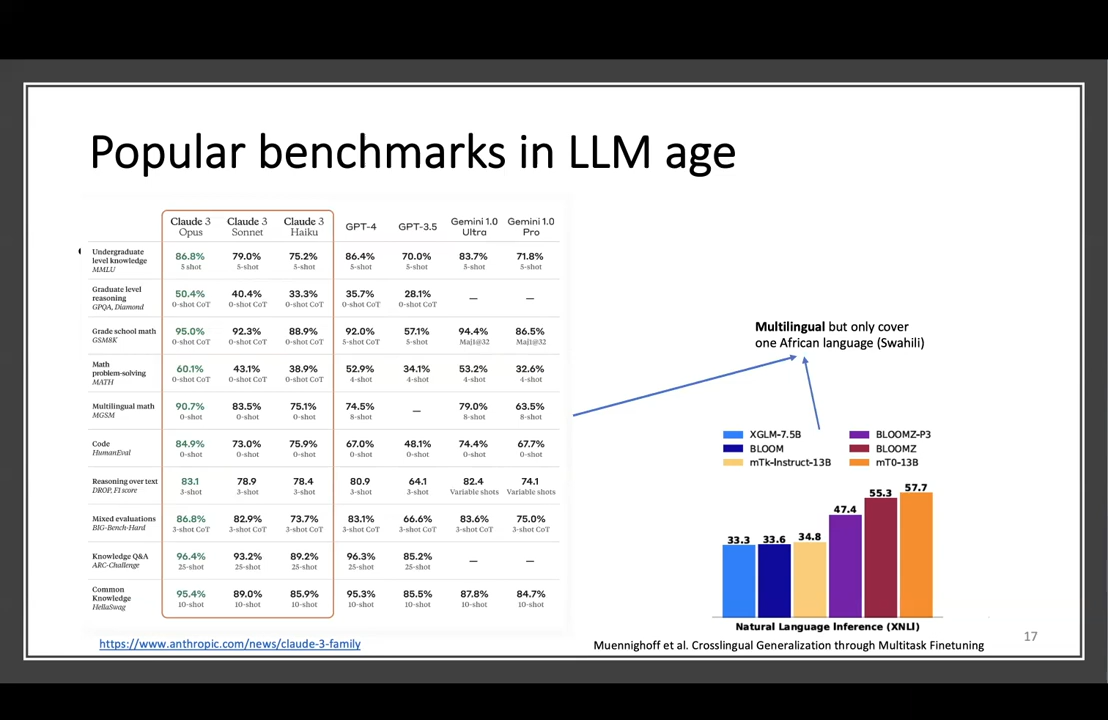 Popular benchmarks in LLM age
Claude 3 Opus
Claude 3 Sonnet
Claude 3 Haiku
GPT-4
GPT-3.5
Gemini 1.0 Ultra
Gemini 1.0 Pro
Undergraduate level knowledge MMLU
86.8% 79.0% 75.2% 86.4% 70.0% 83.7% 71.8%
5 shot 5-shot 5-shot 5-shot 5-shot 5-shot 5-shot
Graduate level reasoning GPQA, Diamond
50.4% 40.4% 33.3% 35.7% 28.1% — —
0-shot CoT 0-shot CoT 0-shot CoT 0-shot CoT 0-shot CoT
Grade school math GSM8K
95.0% 92.3% 88.9% 92.0% 57.1% 94.4% 86.5%
0-shot CoT 0-shot CoT 0-shot CoT 5-shot CoT 5-shot Maj1@32 Maj1@32
Math problem-solving MATH
60.1% 43.1% 38.9% 52.9% 34.1% 53.2% 32.6%
0-shot CoT 0-shot CoT 0-shot CoT 4-shot 4-shot 4-shot 4-shot
Multilingual math MGSM
90.7% 83.5% 75.1% 74.5% — 79.0% 63.5%
0-shot 0-shot 0-shot 8-shot 8-shot 8-shot
Code HumanEval
84.9% 73.0% 75.9% 67.0% 48.1% 74.4% 67.7%
0-shot 0-shot 0-shot 0-shot 0-shot 0-shot 0-shot
Reasoning over text DROP, F1 score
83.1 78.9 78.4 80.9 64.1 82.4 74.1
3-shot 3-shot 3-shot 3-shot 3-shot Variable shots Variable shots
Mixed evaluations BIG-Bench-Hard
86.8% 82.9% 73.7% 83.1% 66.6% 83.6% 75.0%
3-shot CoT 3-shot CoT 3-shot CoT 3-shot CoT 3-shot CoT 3-shot CoT 3-shot CoT
Knowledge Q&A ARC-Challenge
96.4% 93.2% 89.2% 96.3% 85.2% — —
25-shot 25-shot 25-shot 25-shot 25-shot
Common Knowledge HellaSwag
95.4% 89.0% 85.9% 95.3% 85.5% 87.8% 84.7%
10-shot 10-shot 10-shot 10-shot 10-shot 10-shot 10-shot
https://www.anthropic.com/news/claude-3-family
Multilingual but only cover
one African language (Swahili)
XGLM-7.5B
BLOOM
mTk-Instruct-13B
BLOOMZ-P3
BLOOMZ
mT0-13B
33.3 33.6 34.8 47.4 55.3 57.7
Natural Language Inference (XNLI)
Muennighoff et al. Crosslingual Generalization through Multitask Finetuning
17